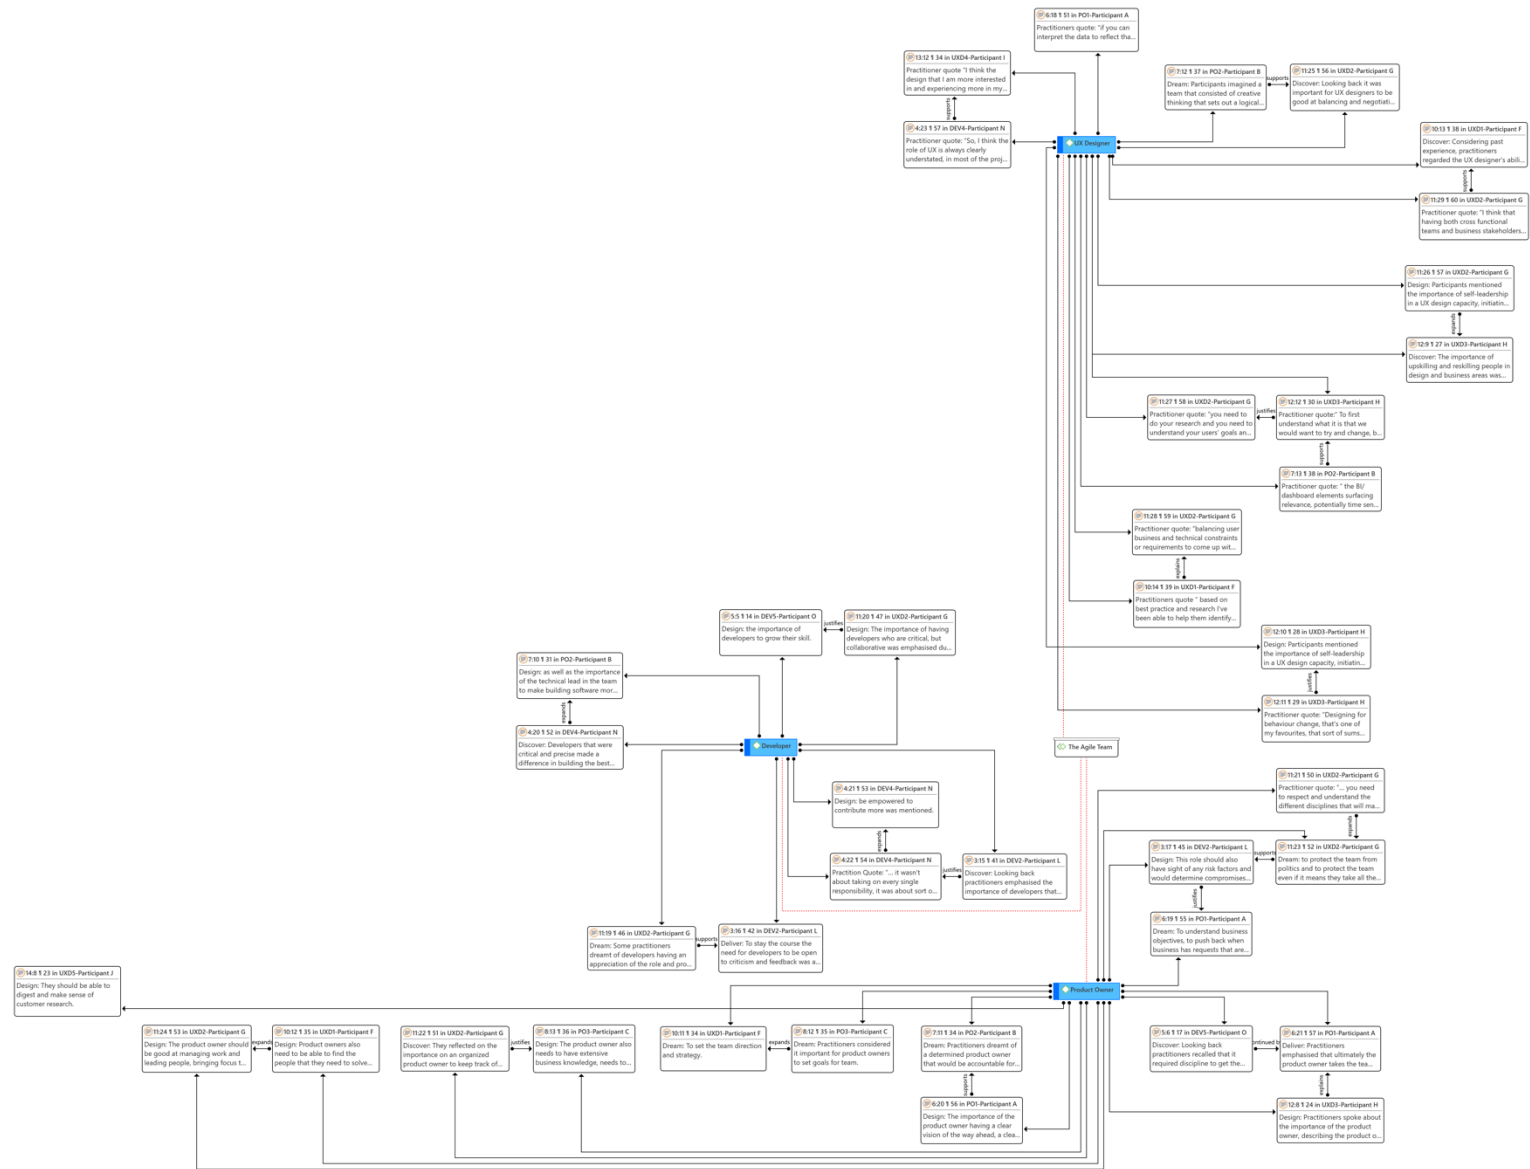 6:18 ¶ 51 in PO1-Participant A
Practitioners quote: "if you can
interpret the data to reflect tha...
13:12 ¶ 34 in UXD4-Participant I
Practitioner quote "I think the
design that I am more interested
in and experiencing more in my...
supports
4:23 ¶ 57 in DEV4-Participant N
Practitioner quote: "So, I think the
role of UX is always clearly
understated, in most of the proj...
7:12 ¶ 37 in PO2-Participant B
Dream: Participants imagined a
team that consisted of creative
thinking that sets out a logical...
supports
11:25 ¶ 56 in UXD2-Participant G
Discover: Looking back it was
important for UX designers to be
good at balancing and negotiati...
UX Designer
10:13 ¶ 38 in UXD1-Participant F
Discover: Considering past
experience, practitioners
regarded the UX designer's abili...
supports
11:29 ¶ 60 in UXD2-Participant G
Practitioner quote: "I think that
having both cross functional
teams and business stakeholders...
11:26 ¶ 57 in UXD2-Participant G
Design: Participants mentioned
the importance of self-leadership
in a UX design capacity, initiatin...
expands
12:9 ¶ 27 in UXD3-Participant H
Discover: The importance of
upskilling and reskilling people in
design and business areas was...
11:27 ¶ 58 in UXD2-Participant G
Practitioner quote: "you need to
do your research and you need to
understand your users' goals an...
justifies
12:12 ¶ 30 in UXD3-Participant H
Practitioner quote:" To first
understand what it is that we
would want to try and change, b...
supports
7:13 ¶ 38 in PO2-Participant B
Practitioner quote: " the BI/
dashboard elements surfacing
relevance, potentially time sen...
11:28 ¶ 59 in UXD2-Participant G
Practitioner quote: "balancing user
business and technical constraints
or requirements to come up wit...
explains
10:14 ¶ 39 in UXD1-Participant F
Practitioners quote " based on
best practice and research I've
been able to help them identify...
12:10 ¶ 28 in UXD3-Participant H
Design: Participants mentioned
the importance of self-leadership
in a UX design capacity, initiatin...
justifies
12:11 ¶ 29 in UXD3-Participant H
Practitioner quote: "Designing for
behaviour change, that's one of
my favourites, that sort of sums...
The Agile Team
5:5 ¶ 14 in DEV5-Participant O
Design: the importance of
developers to grow their skill.
justifies
11:20 ¶ 47 in UXD2-Participant G
Design: The importance of having
developers who are critical, but
collaborative was emphasised du...
7:10 ¶ 31 in PO2-Participant B
Design: as well as the importance
of the technical lead in the team
to make building software mor...
expands
4:20 ¶ 52 in DEV4-Participant N
Discover: Developers that were
critical and precise made a
difference in building the best...
Developer
4:21 ¶ 53 in DEV4-Participant N
Design: be empowered to
contribute more was mentioned.
expands
4:22 ¶ 54 in DEV4-Participant N
Practition Quote: "... it wasn't
about taking on every single
responsibility, it was about sort o...
justifies
3:15 ¶ 41 in DEV2-Participant L
Discover: Looking back
practitioners emphasised the
importance of developers that...
11:19 ¶ 46 in UXD2-Participant G
Dream: Some practitioners
dreamt of developers having an
appreciation of the role and pro...
supports
3:16 ¶ 42 in DEV2-Participant L
Deliver: To stay the course the
need for developers to be open
to criticism and feedback was a...
11:21 ¶ 50 in UXD2-Participant G
Practitioner quote: "... you need
to respect and understand the
different disciplines that will ma...
expands
3:17 ¶ 45 in DEV2-Participant L
Design: This role should also
have sight of any risk factors and
would determine compromises...
supports
11:23 ¶ 52 in UXD2-Participant G
Dream: to protect the team from
politics and to protect the team
even if it means they take all the...
justifies
6:19 ¶ 55 in PO1-Participant A
Dream: To understand business
objectives, to push back when
business has requests that are...
Product Owner
14:8 ¶ 23 in UXD5-Participant J
Design: They should be able to
digest and make sense of
customer research.
11:24 ¶ 53 in UXD2-Participant G
Design: The product owner should
be good at managing work and
leading people, bringing focus t...
expands
10:12 ¶ 35 in UXD1-Participant F
Design: Product owners also
need to be able to find the
people that they need to solve...
11:22 ¶ 51 in UXD2-Participant G
Discover: They reflected on the
importance on an organized
product owner to keep track of...
justifies
8:13 ¶ 36 in PO3-Participant C
Design: The product owner also
needs to have extensive
business knowledge, needs to...
10:11 ¶ 34 in UXD1-Participant F
Dream: To set the team direction
and strategy.
expands
8:12 ¶ 35 in PO3-Participant C
Dream: Practitioners considered
it important for product owners
to set goals for team.
7:11 ¶ 34 in PO2-Participant B
Dream: Practitioners dreamt of
a determined product owner
that would be accountable for...
supports
6:20 ¶ 56 in PO1-Participant A
Design: The importance of the
product owner having a clear
vision of the way ahead, a clea...
5:6 ¶ 17 in DEV5-Participant O
Discover: Looking back
practitioners recalled that it
required discipline to get the...
ontinued b
6:21 ¶ 57 in PO1-Participant A
Deliver: Practitioners
emphasised that ultimately the
product owner takes the tea...
explains
12:8 ¶ 24 in UXD3-Participant H
Design: Practitioners spoke about
the importance of the product
owner, describing the product o...